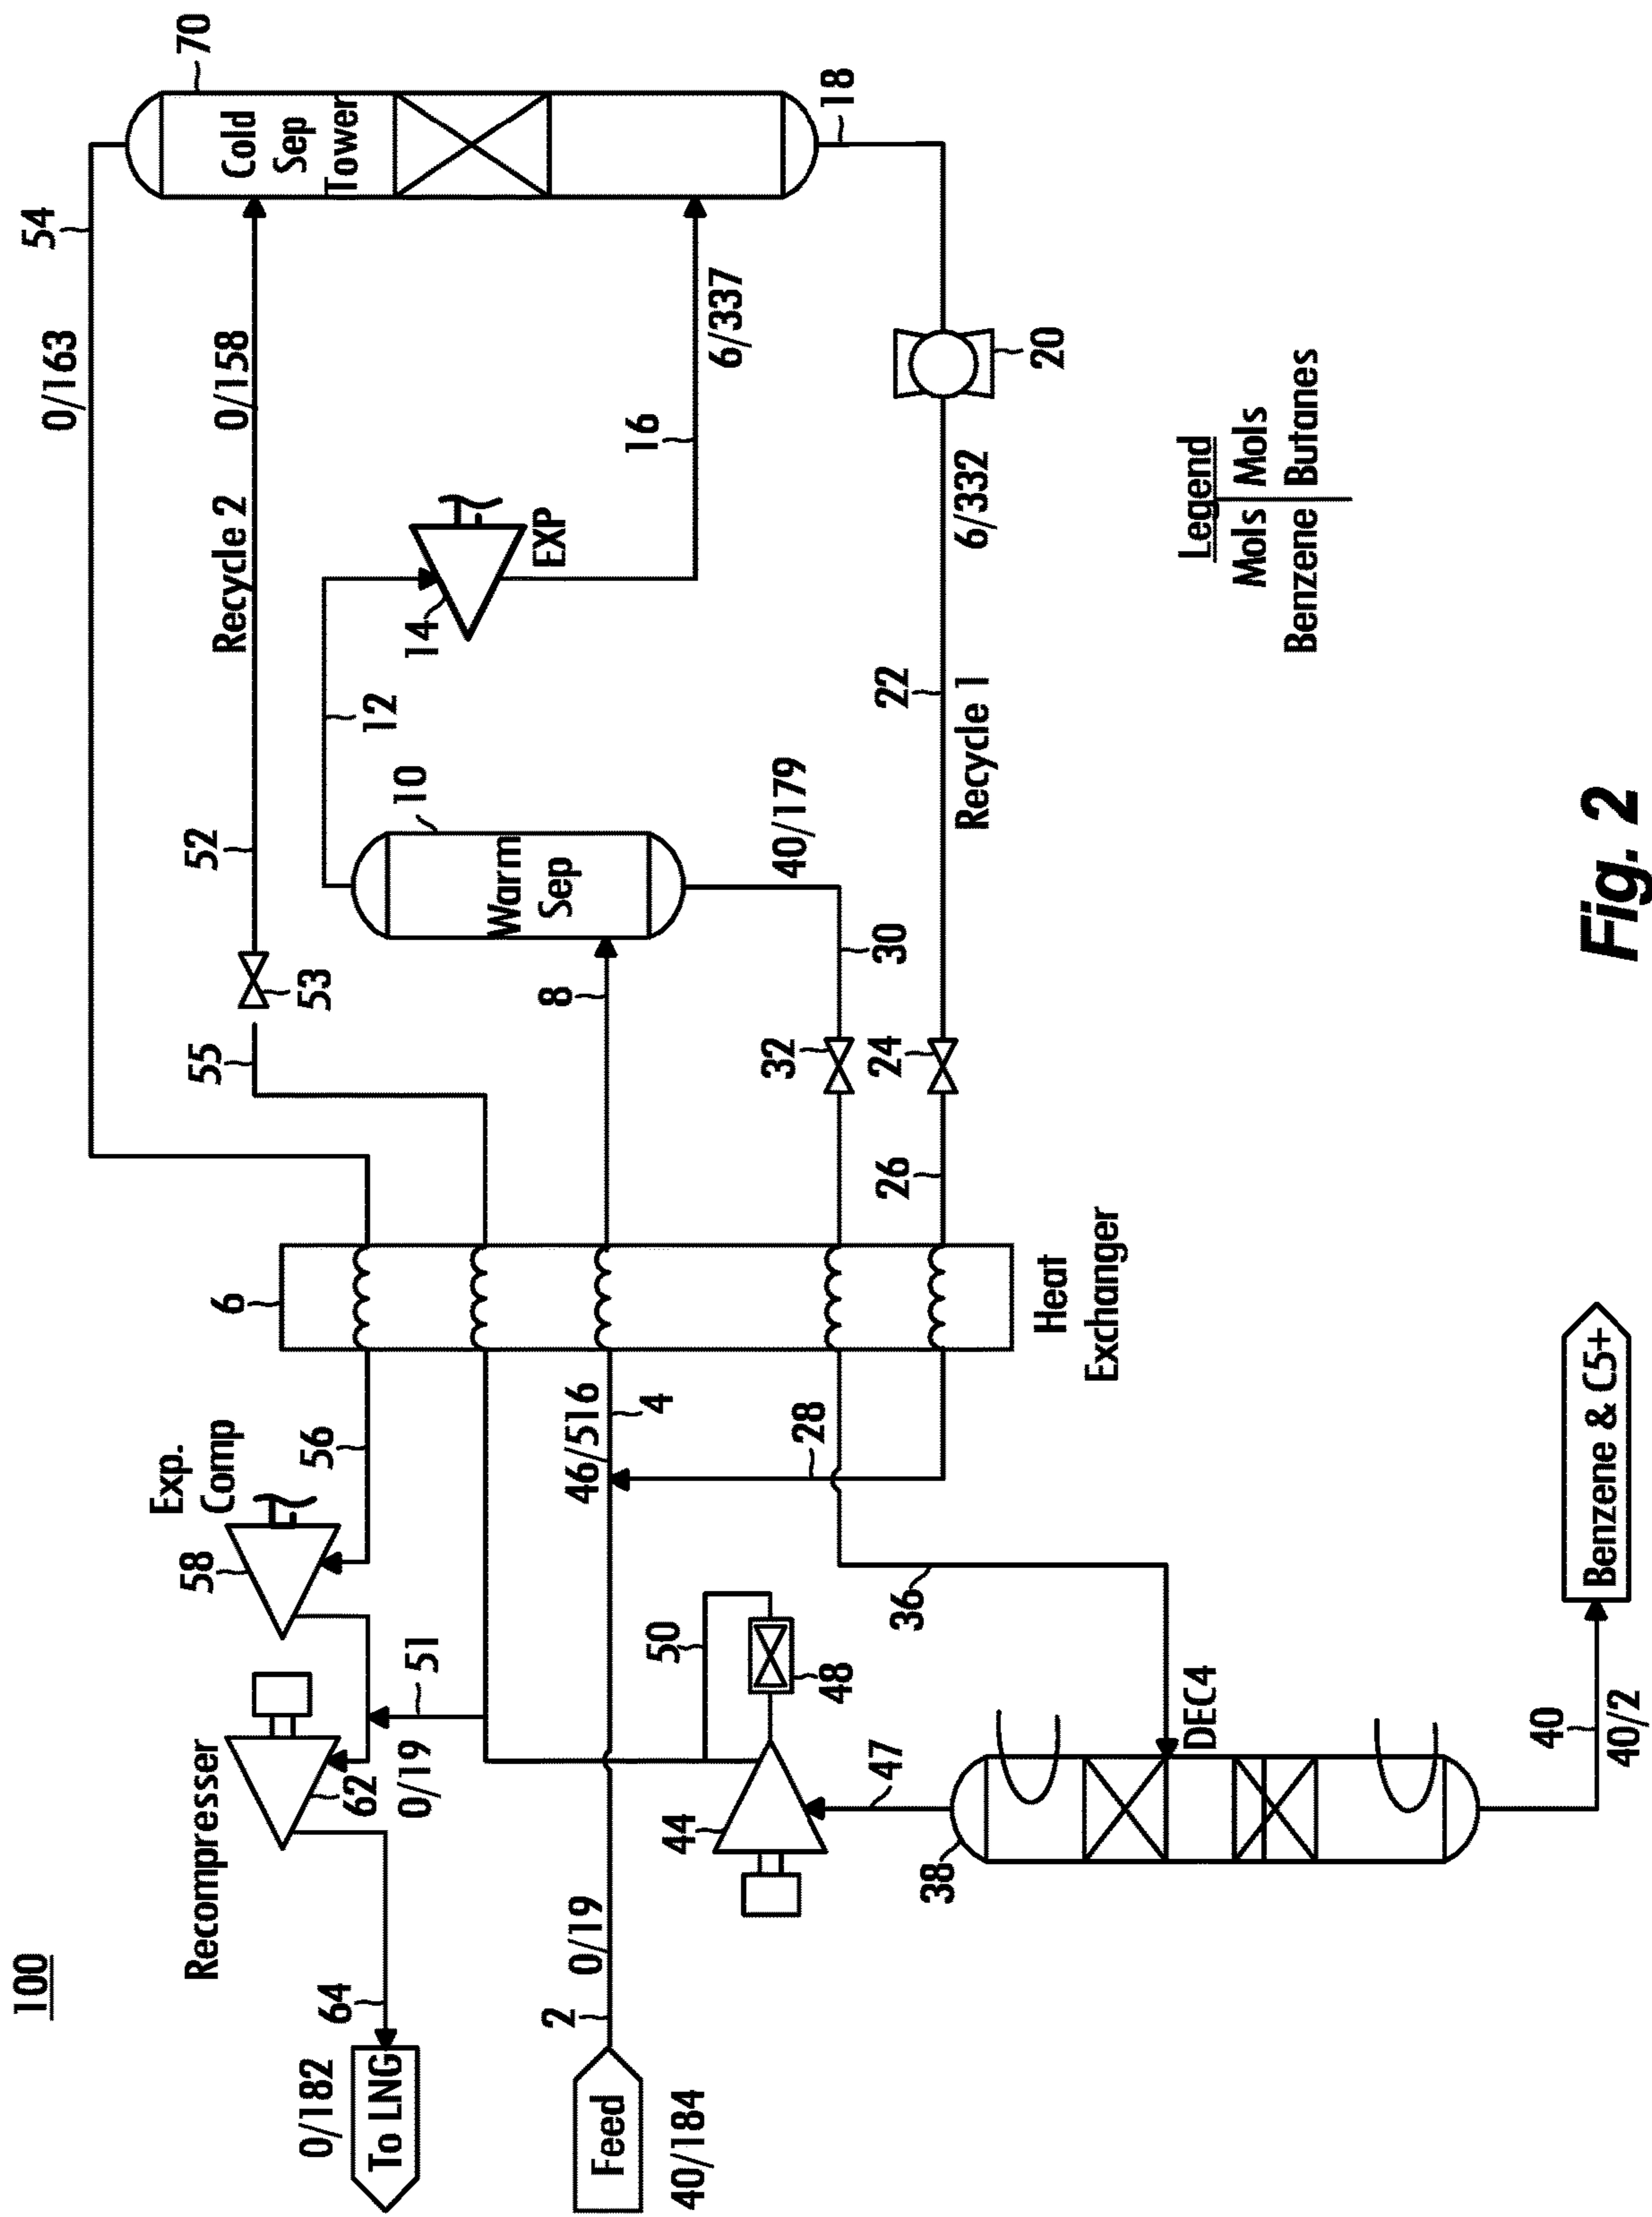 100
Recompresser
Exp.
Comp
58
56
54
0/163
70
Cold
Sep
Tower
6
55
53
52
Recycle 2
0/158
64
0/182
To LNG
62
51
0/19
12
14
EXP
10
Warm
Sep
8
16
6/337
18
2
0/19
Feed
40/184
46/516
4
50
48
44
47
28
36
32
30
40/179
24
26
22
Recycle 1
6/332
20
Heat
Exchanger
38
DEC4
40
40/2
Benzene & C5+
Legend
Mols Mols
Benzene Butanes
Fig. 2